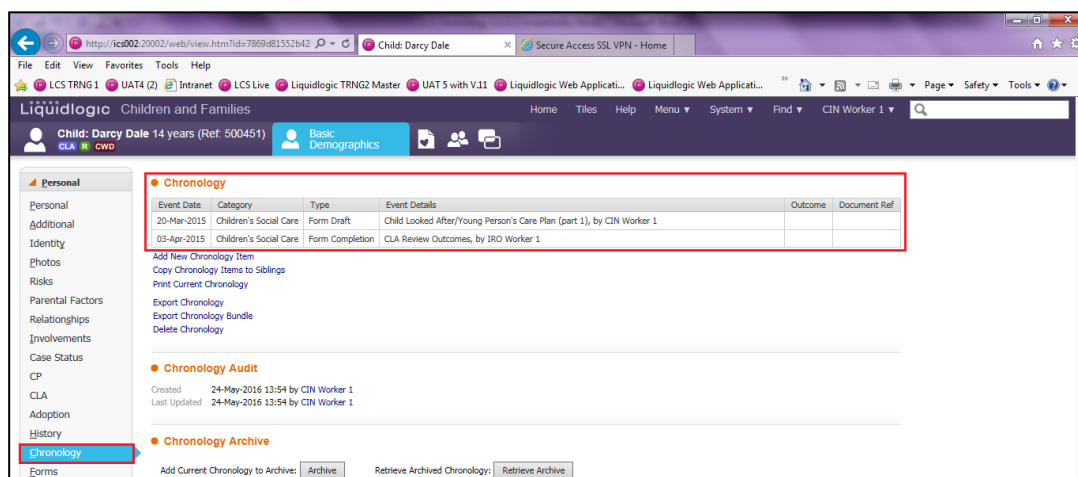 http://ics002:20002/web/view.htm?id=7869d81552b42
Child: Darcy Dale
Secure Access SSL VPN - Home
File Edit View Favorites Tools Help
LCS TRNG 1 UAT4 (2) Intranet LCS Live Liquidlogic TRNG2 Master UAT 5 with V.11 Liquidlogic Web Applicati... Liquidlogic Web Applicati... Page Safety Tools
Liquidlogic Children and Families Home Tiles Help Menu System Find CIN Worker 1
Child: Darcy Dale 14 years (Ref: 500451)
CLA R CWD
Basic
Demographics
Personal
Personal
Additional
Identity
Photos
Risks
Parental Factors
Relationships
Involvements
Case Status
CP
CLA
Adoption
History
Chronology
Forms
Chronology
Event Date Category Type Event Details Outcome Document Ref
20-Mar-2015 Children's Social Care Form Draft Child Looked After/Young Person's Care Plan (part 1), by CIN Worker 1
03-Apr-2015 Children's Social Care Form Completion CLA Review Outcomes, by IRO Worker 1
Add New Chronology Item
Copy Chronology Items to Siblings
Print Current Chronology
Export Chronology
Export Chronology Bundle
Delete Chronology
Chronology Audit
Created 24-May-2016 13:54 by CIN Worker 1
Last Updated 24-May-2016 13:54 by CIN Worker 1
Chronology Archive
Add Current Chronology to Archive: Archive Retrieve Archived Chronology: Retrieve Archive